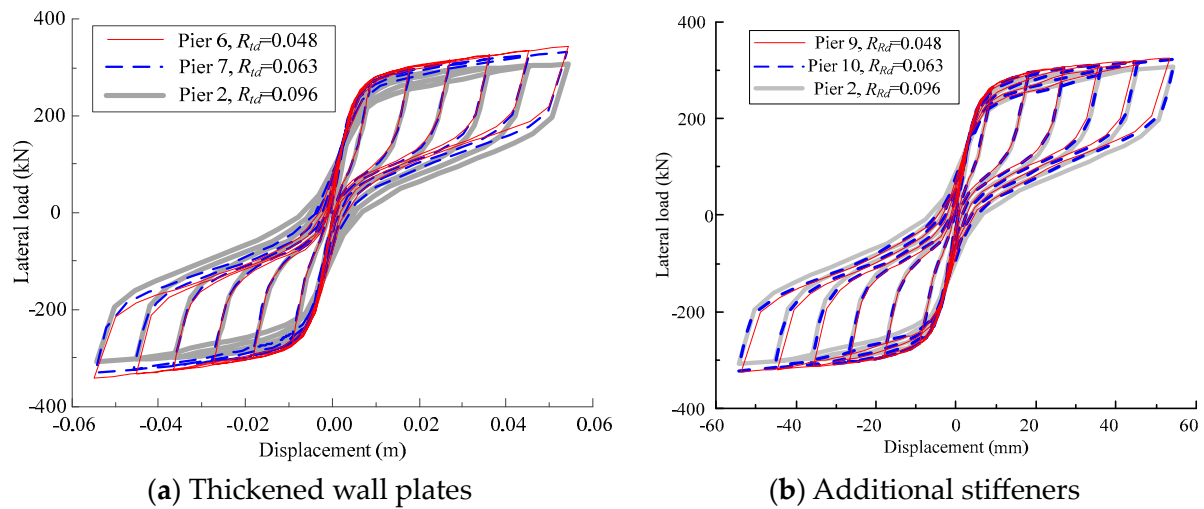 Pier 6, Rtd=0.048
Pier 7, Rtd=0.063
Pier 2, Rtd=0.096
400
200
0
-200
-400
Lateral load (kN)
-0.06 -0.04 -0.02 0.00 0.02 0.04 0.06
Displacement (m)
(a) Thickened wall plates
Pier 9, RRd=0.048
Pier 10, RRd=0.063
Pier 2, RRd=0.096
400
200
0
-200
-400
Lateral load (kN)
-60 -40 -20 0 20 40 60
Displacement (mm)
(b) Additional stiffeners